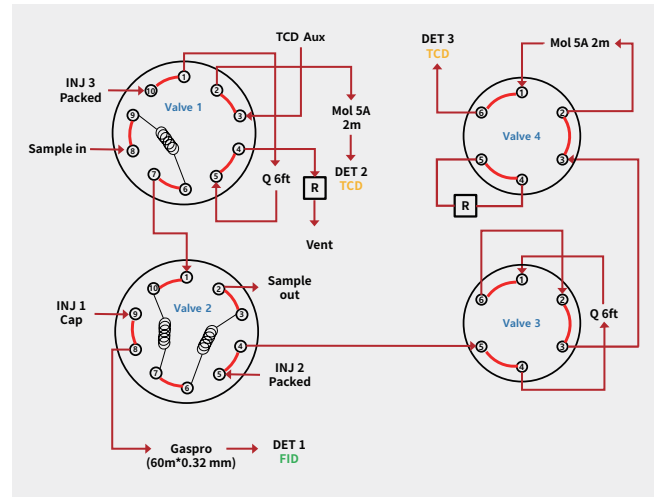 TCD Aux
INJ 3
Packed
Valve 1
10
1
2
3
4
5
6
7
8
9
Sample in
Mol 5A
2m
DET 2
TCD
Q 6ft
R
Vent
Valve 2
10
1
2
3
4
5
6
7
8
9
Sample
out
INJ 1
Cap
INJ 2
Packed
Gaspro
(60m*0.32 mm)
DET 1
FID
DET 3
TCD
Mol 5A 2m
Valve 4
1
2
3
4
5
6
R
Valve 3
1
2
3
4
5
6
Q 6ft